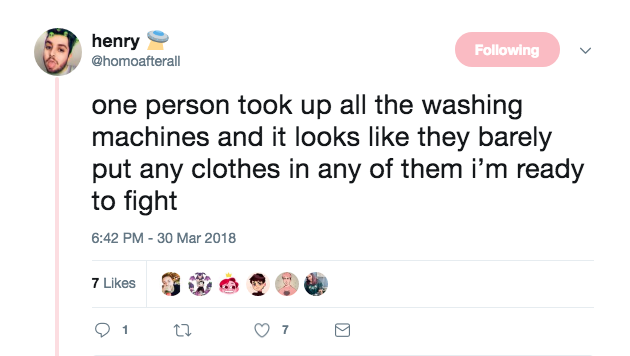 henry 🛸
Following
@homoafterall
one person took up all the washing
machines and it looks like they barely
put any clothes in any of them i’m ready
to fight
6:42 PM - 30 Mar 2018
7 Likes
1
7